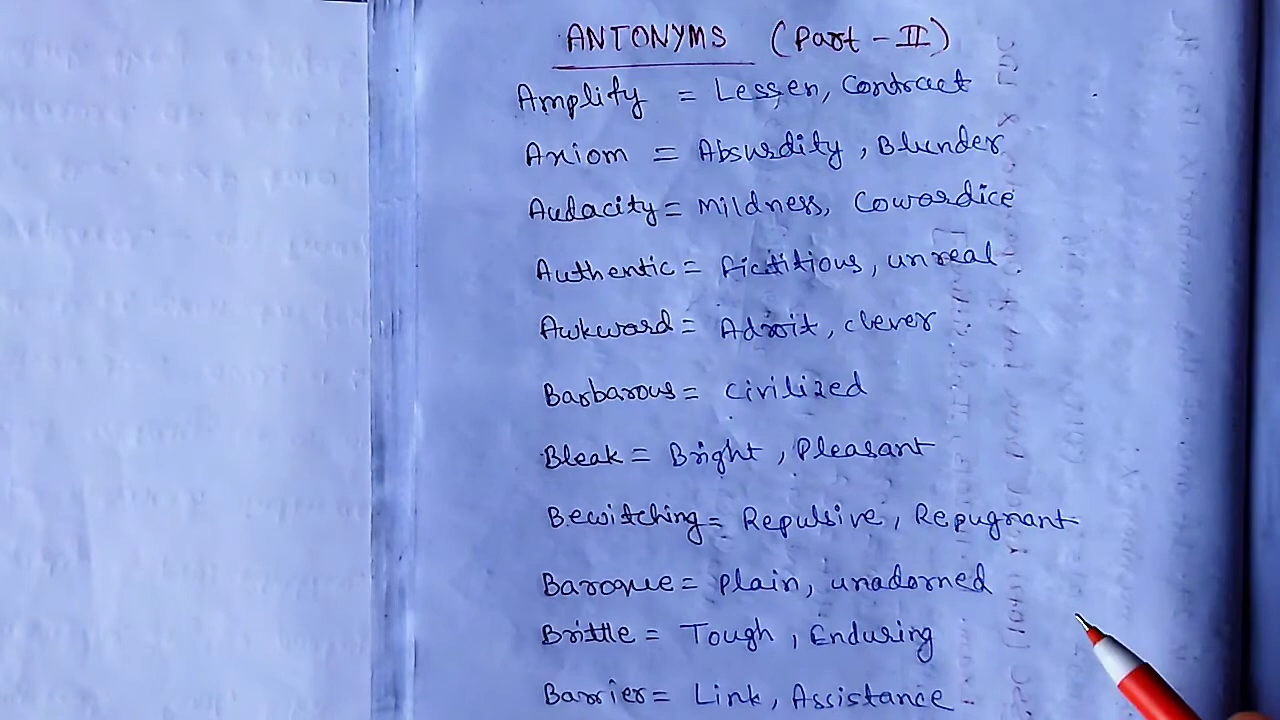 ANTONYMS (Part - II)
Amplify = Lessen, Contract
Axiom = Absurdity, Blunder
Audacity = Mildness, Cowardice
Authentic = Fictitious, unreal
Awkward = Adroit, clever
Barbarous = Civilized
Bleak = Bright, Pleasant
Bewitching = Repulsive, Repugnant
Baroque = Plain, unadorned
Brittle = Tough, Enduring
Barrier = Link, Assistance